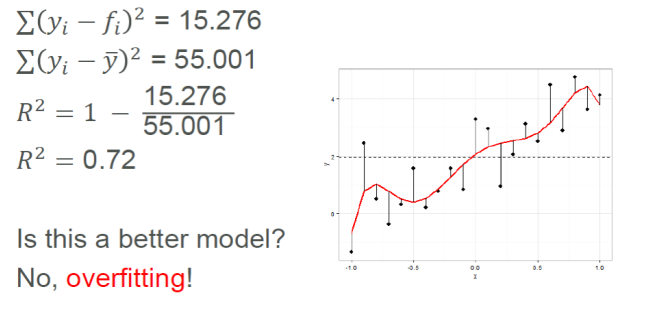 ∑(yᵢ − fᵢ)² = 15.276
∑(yᵢ − ȳ)² = 55.001
R² = 1 − 15.276 / 55.001
R² = 0.72
Is this a better model?
No, overfitting!
4
2
0
y
-1.0 -0.5 0.0 0.5 1.0
x